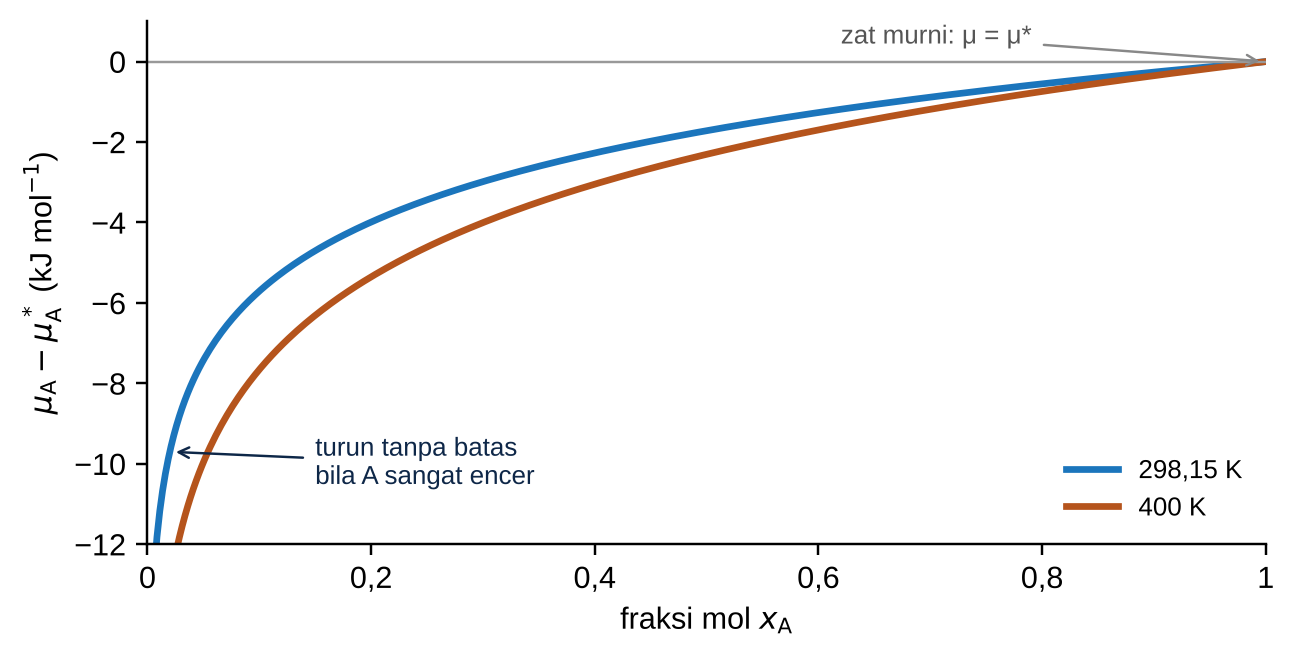 zat murni: μ = μ*
0
−2
−4
−6
−8
−10
−12
μA − μA* (kJ mol−1)
turun tanpa batas
bila A sangat encer
298,15 K
400 K
0 0,2 0,4 0,6 0,8 1
fraksi mol xA